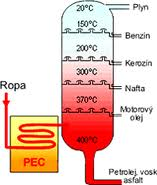 20°C
Plyn
150°C
Benzín
200°C
Kerozín
300°C
Nafta
Ropa
370°C
Motorový
olej
PEC
400°C
Petrolej, vosk
asfalt